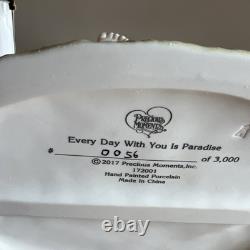 PRECIOUS
MOMENTS
Every Day With You Is Paradise
# 0056 of 3,000
©2017 Precious Moments, Inc.
172001
Hand Painted Porcelain
Made In China